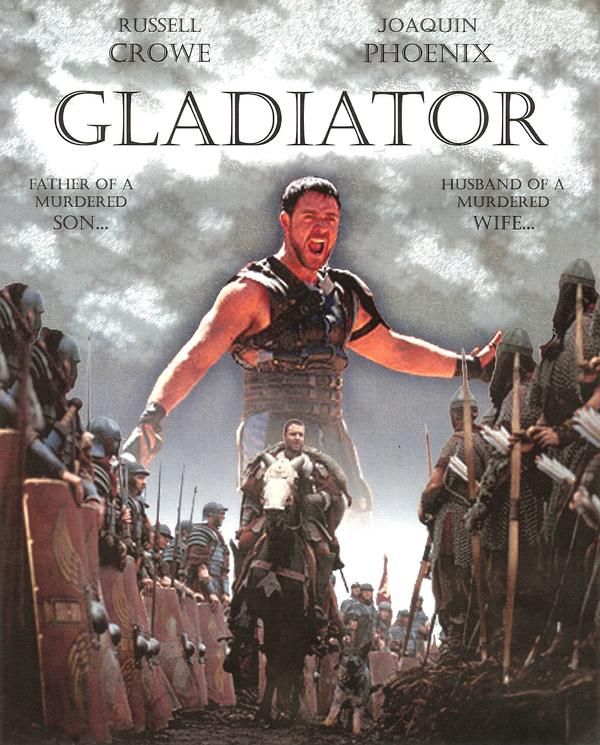 RUSSELL
CROWE
JOAQUIN
PHOENIX
GLADIATOR
FATHER OF A
MURDERED
SON...
HUSBAND OF A
MURDERED
WIFE...